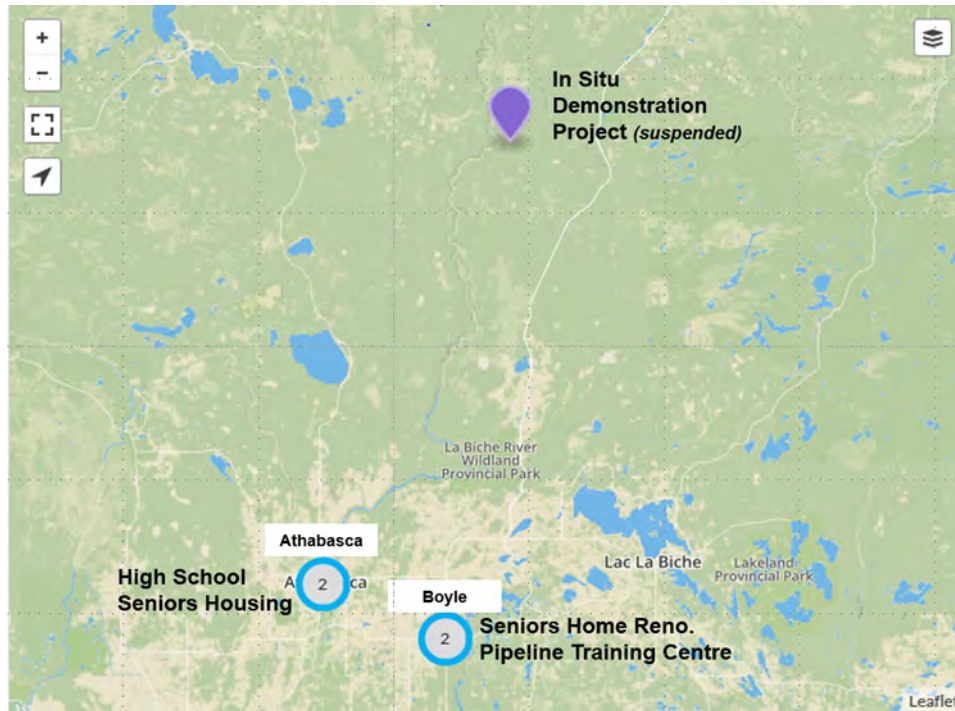 +
−
In Situ
Demonstration
Project (suspended)
La Biche River
Wildland
Provincial Park
Athabasca
High School
Seniors Housing
2
Lac La Biche
Lakeland
Provincial Park
Boyle
2
Seniors Home Reno.
Pipeline Training Centre
Leaflet